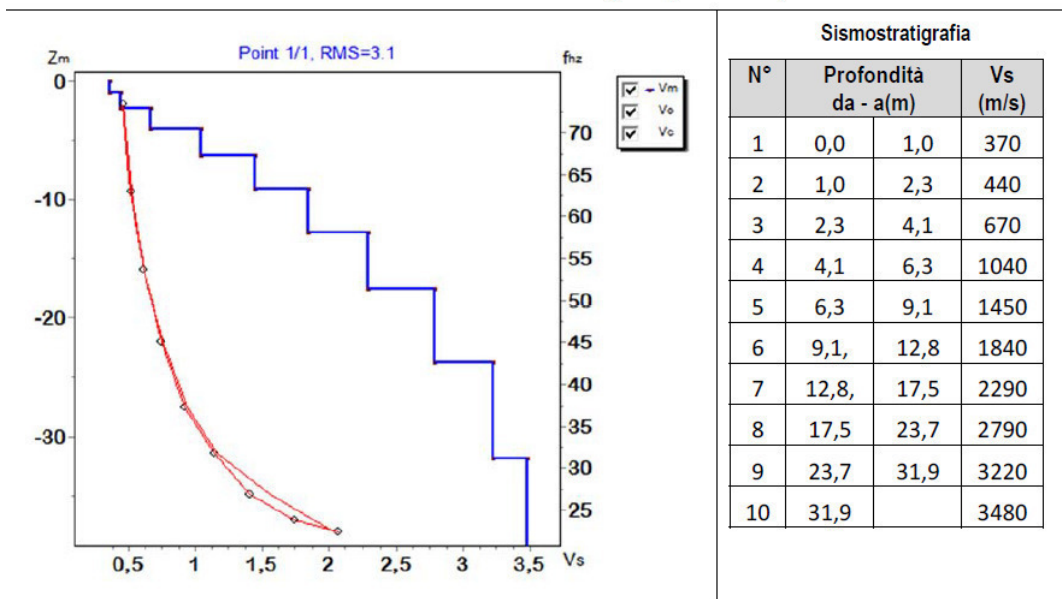 Point 1/1, RMS=3.1
Zm
fhz
0
-10
-20
-30
70
65
60
55
50
45
40
35
30
25
0,5 1 1,5 2 2,5 3 3,5 Vs
Vm
Vo
Vc
Sismostratigrafia
N° Profondità da - a(m) Vs (m/s)
1 0,0 1,0 370
2 1,0 2,3 440
3 2,3 4,1 670
4 4,1 6,3 1040
5 6,3 9,1 1450
6 9,1, 12,8 1840
7 12,8, 17,5 2290
8 17,5 23,7 2790
9 23,7 31,9 3220
10 31,9 3480